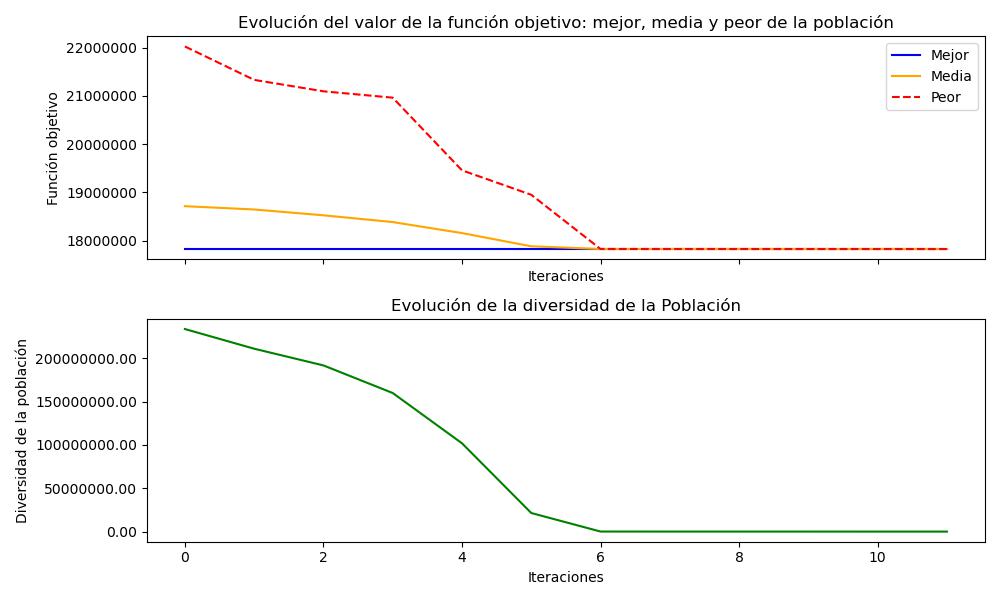 Evolución del valor de la función objetivo: mejor, media y peor de la población
Función objetivo
22000000
21000000
20000000
19000000
18000000
Mejor
Media
Peor
Iteraciones
Evolución de la diversidad de la Población
Diversidad de la población
200000000.00
150000000.00
100000000.00
50000000.00
0.00
0 2 4 6 8 10
Iteraciones